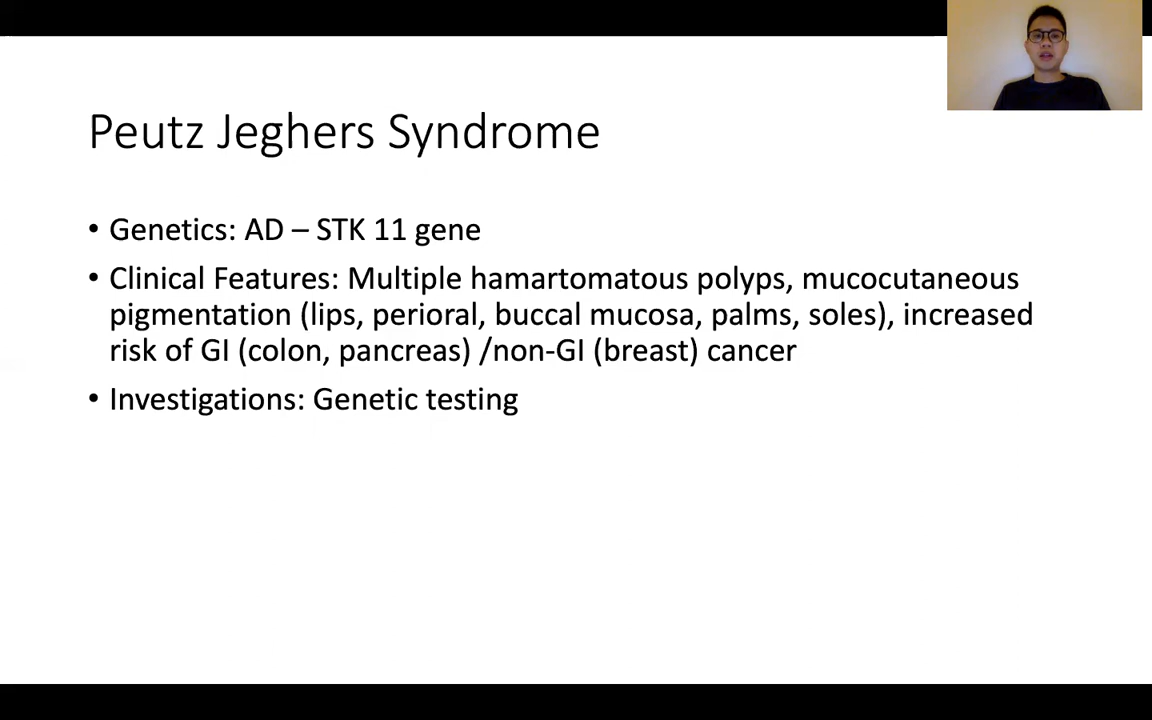 Peutz Jeghers Syndrome
• Genetics: AD – STK 11 gene
• Clinical Features: Multiple hamartomatous polyps, mucocutaneous
pigmentation (lips, perioral, buccal mucosa, palms, soles), increased
risk of GI (colon, pancreas) /non-GI (breast) cancer
• Investigations: Genetic testing